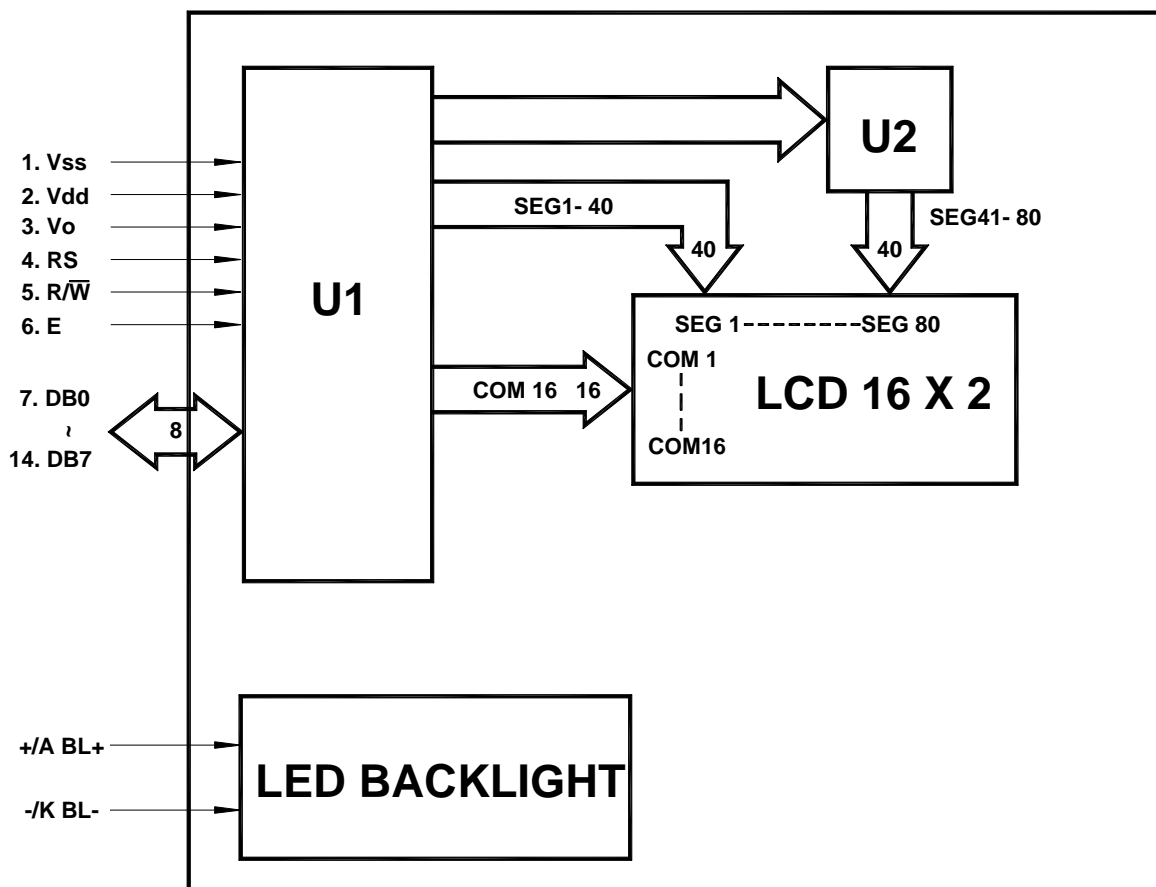 1. Vss
2. Vdd
3. Vo
4. RS
5. R/W̅
6. E
7. DB0
~
14. DB7
8
U1
U2
SEG1- 40
40
SEG41- 80
40
SEG 1--------SEG 80
COM 1
COM16
LCD 16 X 2
COM 16 16
+/A BL+
-/K BL-
LED BACKLIGHT